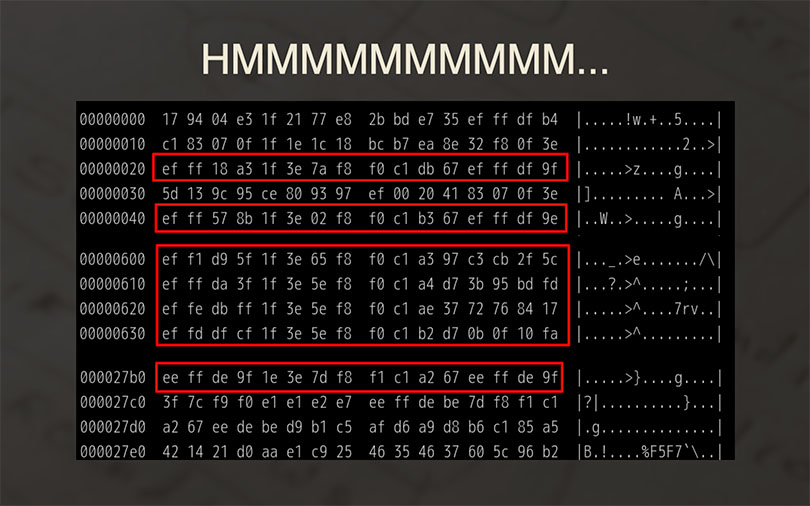 HMMMMMMMMMMM...
00000000 17 94 04 e3 1f 21 77 e8 2b bd e7 35 ef ff df b4 |.....!w.+..5....|
00000010 c1 83 07 0f 1f 1e 1c 18 bc b7 ea 8e 32 f8 0f 3e |............2..>|
00000020 ef ff 18 a3 1f 3e 7a f8 f0 c1 db 67 ef ff df 9f |.....>z....g....|
00000030 5d 13 9c 95 ce 80 93 97 ef 00 20 41 83 07 0f 3e |]......... A...>|
00000040 ef ff 57 8b 1f 3e 02 f8 f0 c1 b3 67 ef ff df 9e |..W..>.....g....|
00000600 ef f1 d9 5f 1f 3e 65 f8 f0 c1 a3 97 c3 cb 2f 5c |..._.>e......./\|
00000610 ef ff da 3f 1f 3e 5e f8 f0 c1 a4 d7 3b 95 bd fd |...?.>^.....;...|
00000620 ef fe db ff 1f 3e 5e f8 f0 c1 ae 37 72 76 84 17 |.....>^....7rv..|
00000630 ef fd df cf 1f 3e 5e f8 f0 c1 b2 d7 0b 0f 10 fa |.....>^.........|
000027b0 ee ff de 9f 1e 3e 7d f8 f1 c1 a2 67 ee ff de 9f |.....>}....g....|
000027c0 3f 7c f9 f0 e1 e1 e2 e7 ee ff de be 7d f8 f1 c1 |?|..........}...|
000027d0 a2 67 ee de be d9 b1 c5 af d6 a9 d8 b6 c1 85 a5 |.g..............|
000027e0 42 14 21 d0 aa e1 c9 25 46 35 46 37 60 5c 96 b2 |B.!....%F5F7`\..|